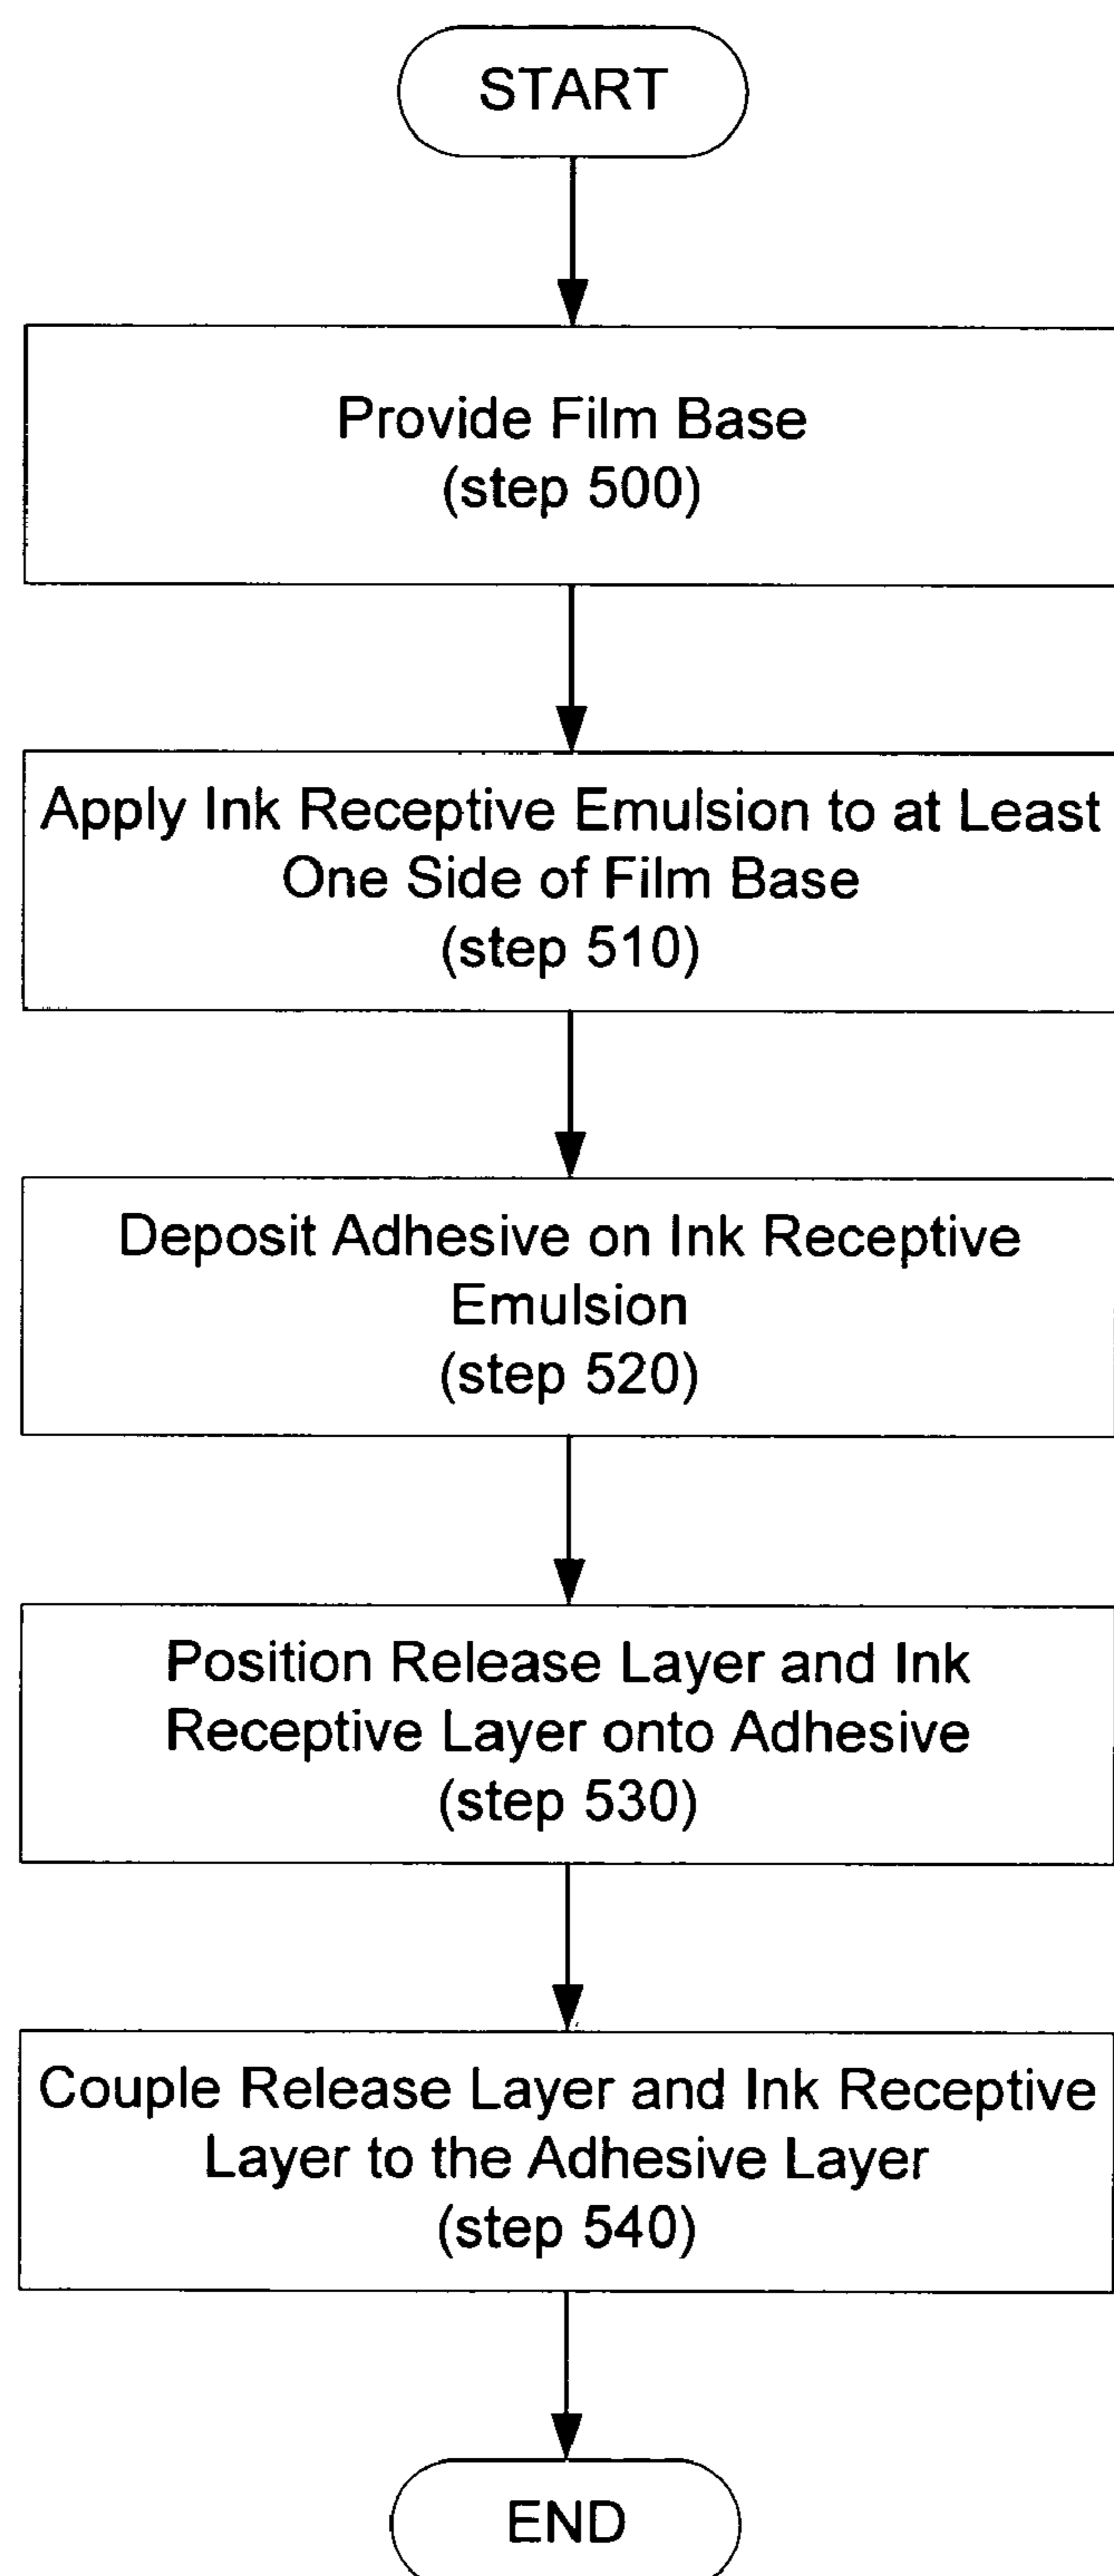 START
Provide Film Base
(step 500)
Apply Ink Receptive Emulsion to at Least
One Side of Film Base
(step 510)
Deposit Adhesive on Ink Receptive
Emulsion
(step 520)
Position Release Layer and Ink
Receptive Layer onto Adhesive
(step 530)
Couple Release Layer and Ink Receptive
Layer to the Adhesive Layer
(step 540)
END